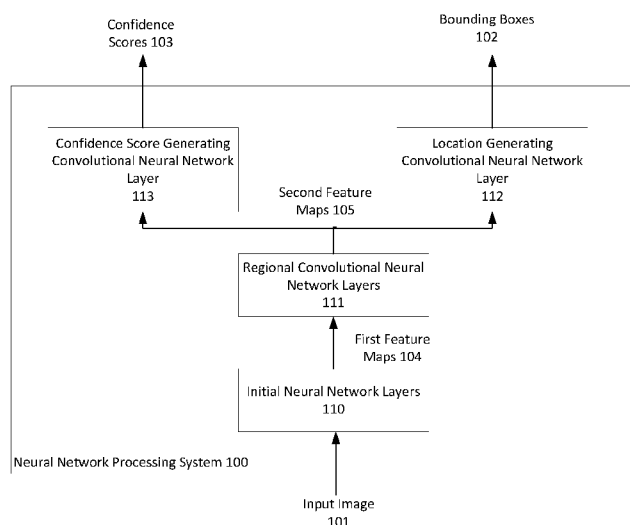 Confidence
Scores 103
Bounding Boxes
102
Confidence Score Generating
Convolutional Neural Network
Layer
113
Location Generating
Convolutional Neural Network
Layer
112
Second Feature
Maps 105
Regional Convolutional Neural
Network Layers
111
First Feature
Maps 104
Initial Neural Network Layers
110
Neural Network Processing System 100
Input Image
101